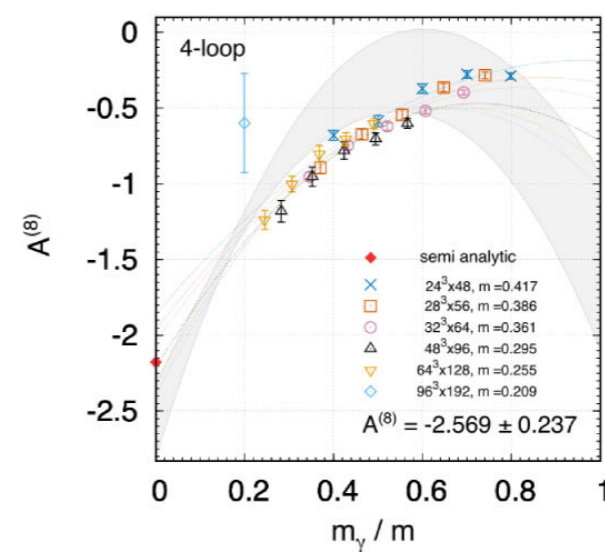 4-loop
0
-0.5
-1
-1.5
-2
-2.5
A^(8)
semi analytic
24^3x48, m =0.417
28^3x56, m =0.386
32^3x64, m =0.361
48^3x96, m =0.295
64^3x128, m =0.255
96^3x192, m =0.209
A^(8) = -2.569 ± 0.237
0 0.2 0.4 0.6 0.8 1
m_γ / m